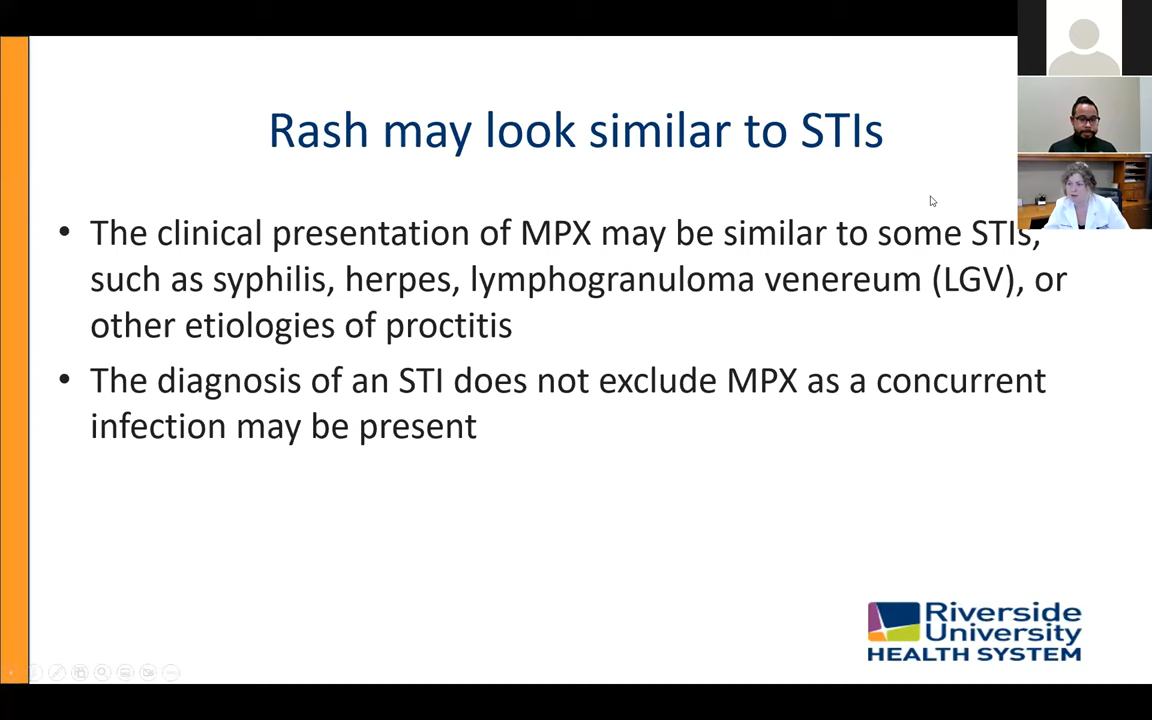 Rash may look similar to STIs
• The clinical presentation of MPX may be similar to some STIs,
such as syphilis, herpes, lymphogranuloma venereum (LGV), or
other etiologies of proctitis
• The diagnosis of an STI does not exclude MPX as a concurrent
infection may be present
Riverside
University
HEALTH SYSTEM